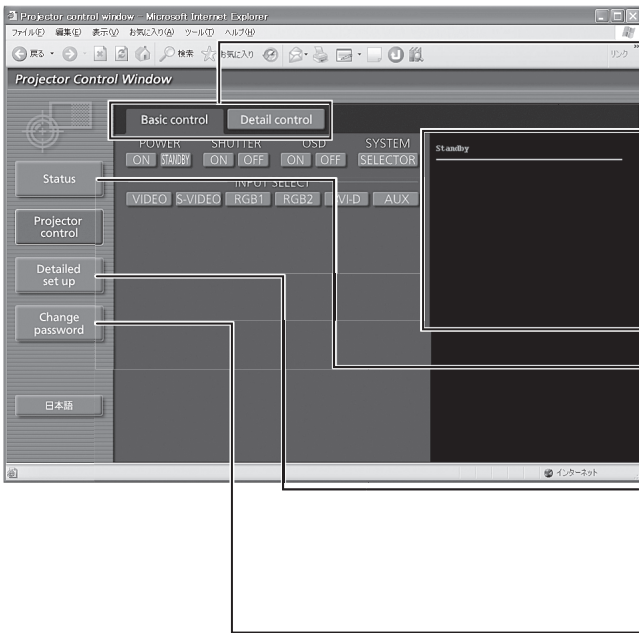 Projector control window - Microsoft Internet Explorer
ファイル(F) 編集(E) 表示(V) お気に入り(A) ツール(T) ヘルプ(H)
戻る 検索 お気に入り リンク »
Projector Control Window
Basic control Detail control
POWER SHUTTER OSD SYSTEM
ON STANDBY ON OFF ON OFF SELECTOR
INPUT SELECT
VIDEO S-VIDEO RGB1 RGB2 DVI-D AUX
Standby
Status
Projector
control
Detailed
set up
Change
password
日本語
インターネット